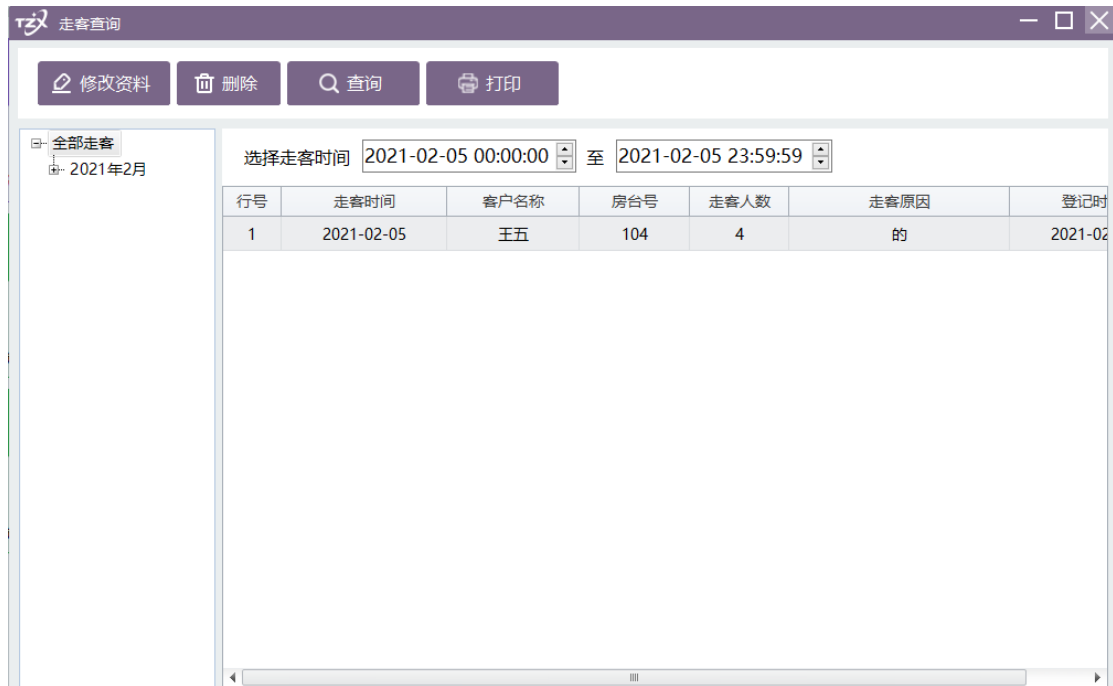 TZX 走客查询
修改资料 删除 查询 打印
全部走客
2021年2月
选择走客时间 2021-02-05 00:00:00 至 2021-02-05 23:59:59
行号 走客时间 客户名称 房台号 走客人数 走客原因 登记时
1 2021-02-05 王五 104 4 的 2021-02